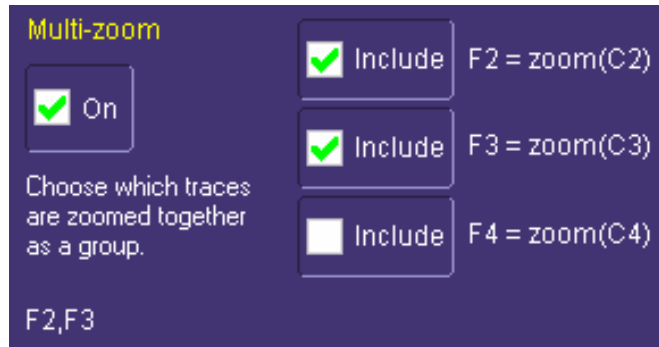 Multi-zoom
On
Choose which traces
are zoomed together
as a group.
F2,F3
Include F2 = zoom(C2)
Include F3 = zoom(C3)
Include F4 = zoom(C4)